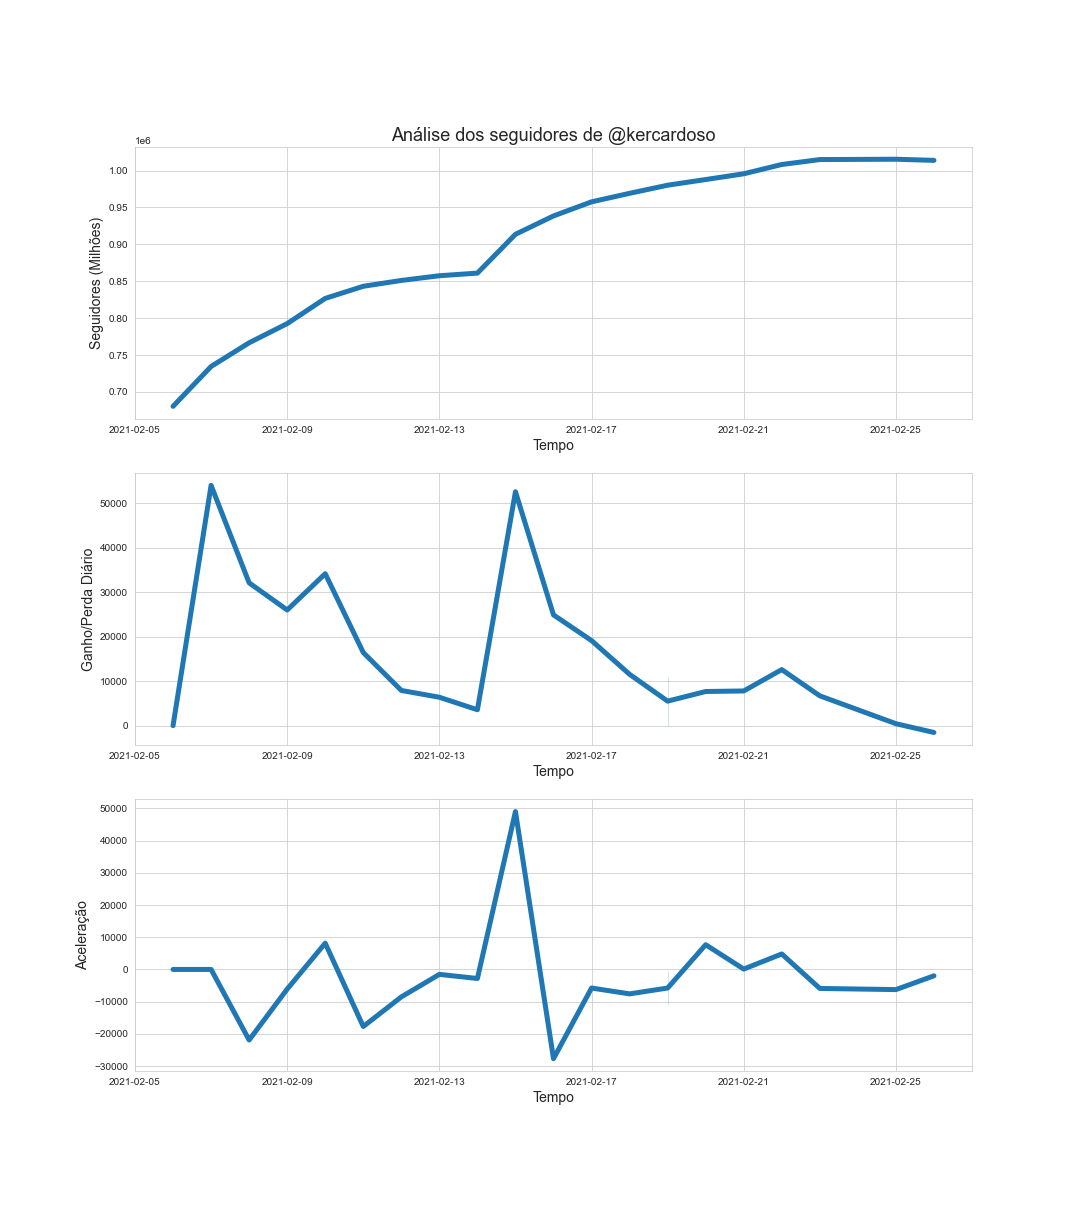 Análise dos seguidores de @kercardoso
1e6
Seguidores (Milhões)
1.00
0.95
0.90
0.85
0.80
0.75
0.70
2021-02-05 2021-02-09 2021-02-13 2021-02-17 2021-02-21 2021-02-25
Tempo
Ganho/Perda Diário
50000
40000
30000
20000
10000
0
2021-02-05 2021-02-09 2021-02-13 2021-02-17 2021-02-21 2021-02-25
Tempo
Aceleração
50000
40000
30000
20000
10000
0
−10000
−20000
−30000
2021-02-05 2021-02-09 2021-02-13 2021-02-17 2021-02-21 2021-02-25
Tempo